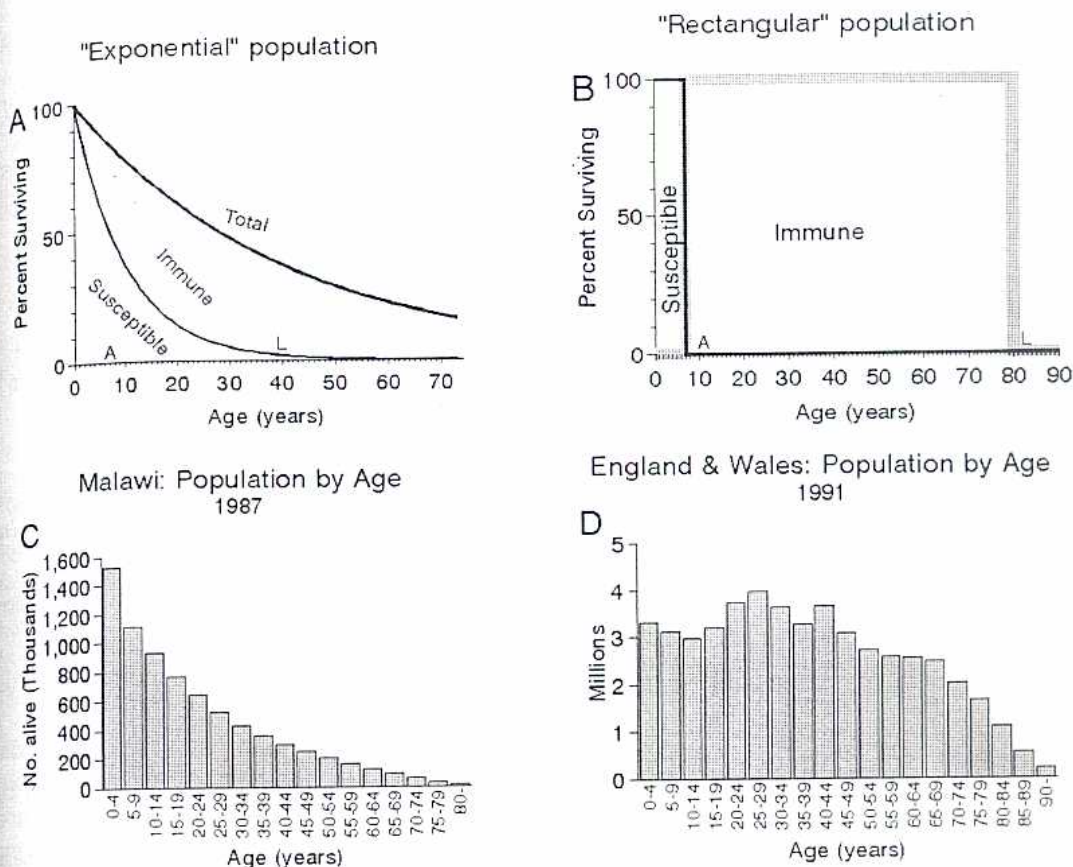 "Exponential" population
A
100
50
0
Percent Surviving
Total
Immune
Susceptible
A
L
0 10 20 30 40 50 60 70
Age (years)
"Rectangular" population
B
100
50
0
Percent Surviving
Susceptible
Immune
A
L
0 10 20 30 40 50 60 70 80 90
Age (years)
Malawi: Population by Age
1987
C
1,600
1,400
1,200
1,000
800
600
400
200
0
No. alive (Thousands)
0-4 5-9 10-14 15-19 20-24 25-29 30-34 35-39 40-44 45-49 50-54 55-59 60-64 65-69 70-74 75-79 80-
Age (years)
England & Wales: Population by Age
1991
D
5
4
3
2
1
0
Millions
0-4 5-9 10-14 15-19 20-24 25-29 30-34 35-39 40-44 45-49 50-54 55-59 60-64 65-69 70-74 75-79 80-84 85-89 90-
Age (years)